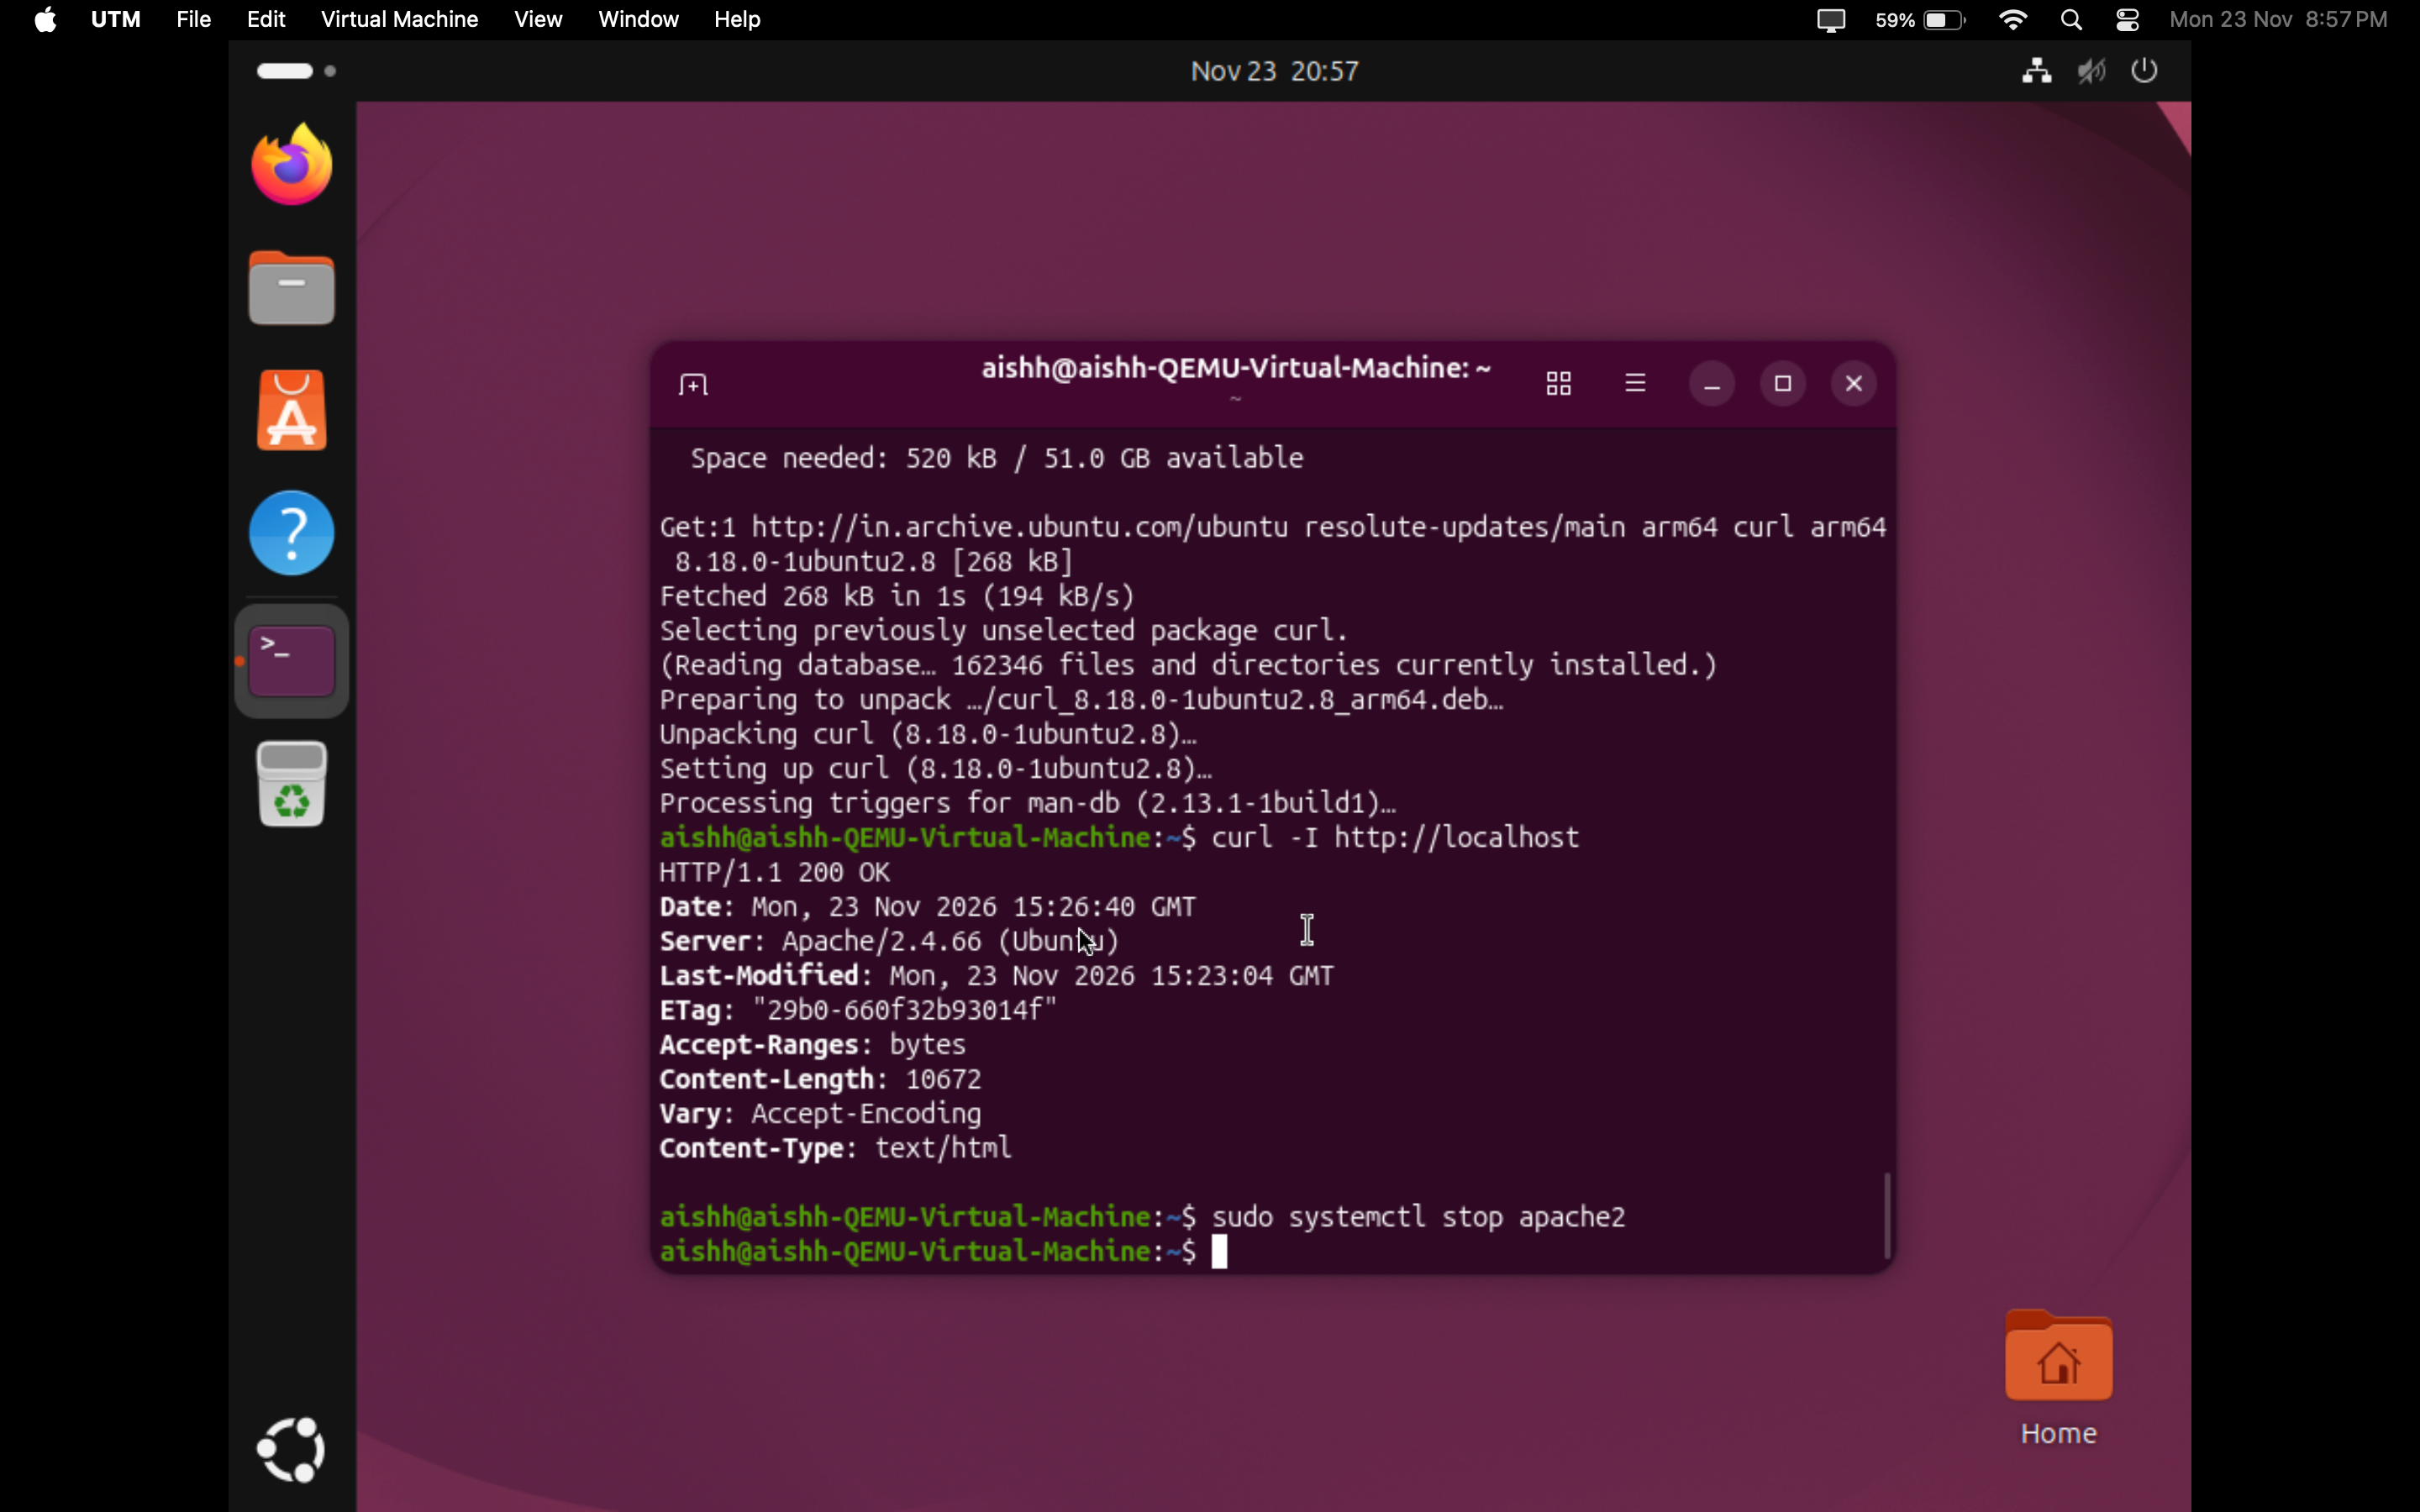 UTM File Edit Virtual Machine View Window Help 59% Mon 23 Nov 8:57 PM
Nov 23 20:57
aishh@aishh-QEMU-Virtual-Machine: ~
~
Space needed: 520 kB / 51.0 GB available
Get:1 http://in.archive.ubuntu.com/ubuntu resolute-updates/main arm64 curl arm64
8.18.0-1ubuntu2.8 [268 kB]
Fetched 268 kB in 1s (194 kB/s)
Selecting previously unselected package curl.
(Reading database… 162346 files and directories currently installed.)
Preparing to unpack …/curl_8.18.0-1ubuntu2.8_arm64.deb…
Unpacking curl (8.18.0-1ubuntu2.8)…
Setting up curl (8.18.0-1ubuntu2.8)…
Processing triggers for man-db (2.13.1-1build1)…
aishh@aishh-QEMU-Virtual-Machine:~$ curl -I http://localhost
HTTP/1.1 200 OK
Date: Mon, 23 Nov 2026 15:26:40 GMT
Server: Apache/2.4.66 (Ubuntu)
Last-Modified: Mon, 23 Nov 2026 15:23:04 GMT
ETag: "29b0-660f32b93014f"
Accept-Ranges: bytes
Content-Length: 10672
Vary: Accept-Encoding
Content-Type: text/html
aishh@aishh-QEMU-Virtual-Machine:~$ sudo systemctl stop apache2
aishh@aishh-QEMU-Virtual-Machine:~$
Home